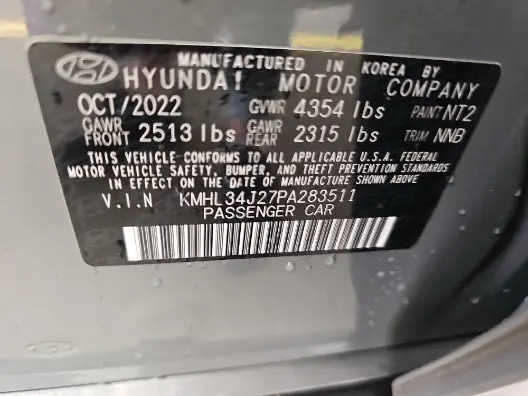 MANUFACTURED IN KOREA BY
HYUNDAI MOTOR COMPANY
OCT/2022 GVWR 4354 lbs PAINT NT2
GAWR FRONT 2513 lbs GAWR REAR 2315 lbs TRIM NNB
THIS VEHICLE CONFORMS TO ALL APPLICABLE U.S.A. FEDERAL
MOTOR VEHICLE SAFETY, BUMPER, AND THEFT PREVENTION STANDARDS
IN EFFECT ON THE DATE OF MANUFACTURE SHOWN ABOVE
V.I.N KMHL34J27PA283511
PASSENGER CAR